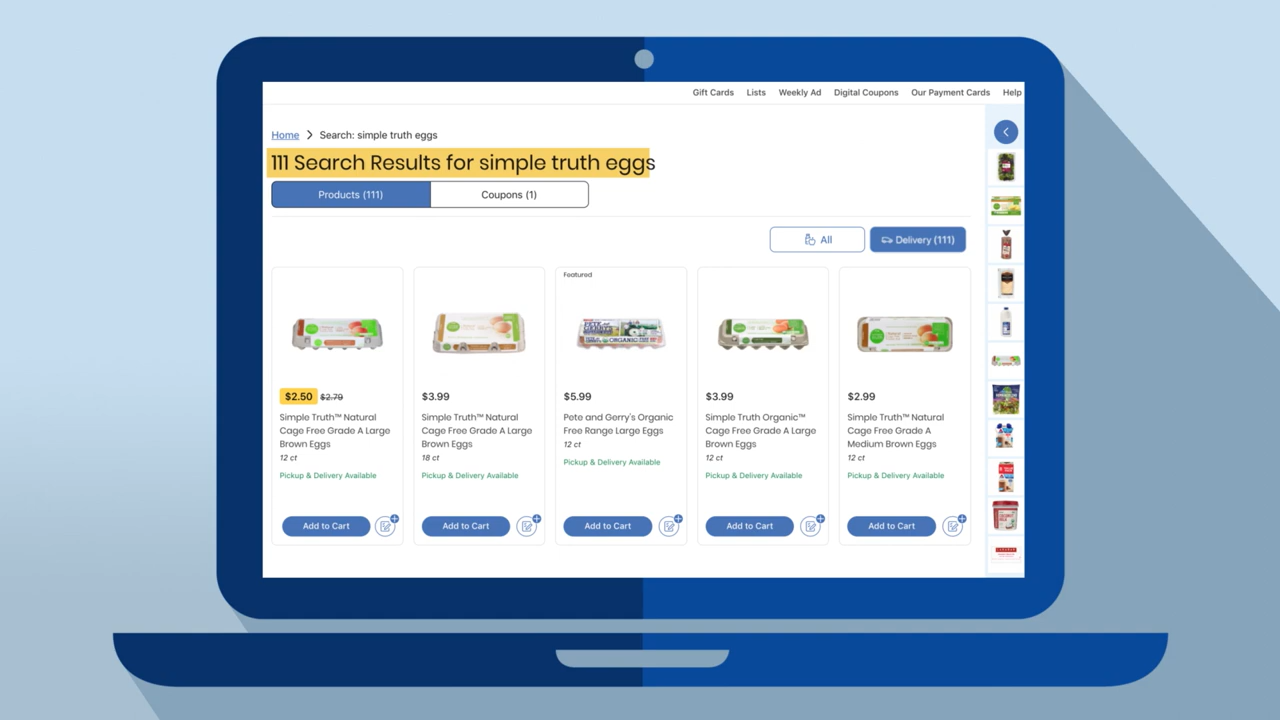 Gift Cards Lists Weekly Ad Digital Coupons Our Payment Cards Help
Home > Search: simple truth eggs
111 Search Results for simple truth eggs
Products (111) Coupons (1)
All Delivery (111)
Featured
ORGANIC
$2.50 $2.79
Simple Truth™ Natural
Cage Free Grade A Large
Brown Eggs
12 ct
Pickup & Delivery Available
Add to Cart
$3.99
Simple Truth™ Natural
Cage Free Grade A Large
Brown Eggs
18 ct
Pickup & Delivery Available
Add to Cart
$5.99
Pete and Gerry's Organic
Free Range Large Eggs
12 ct
Pickup & Delivery Available
Add to Cart
$3.99
Simple Truth Organic™
Cage Free Grade A Large
Brown Eggs
12 ct
Pickup & Delivery Available
Add to Cart
$2.99
Simple Truth™ Natural
Cage Free Grade A
Medium Brown Eggs
12 ct
Pickup & Delivery Available
Add to Cart